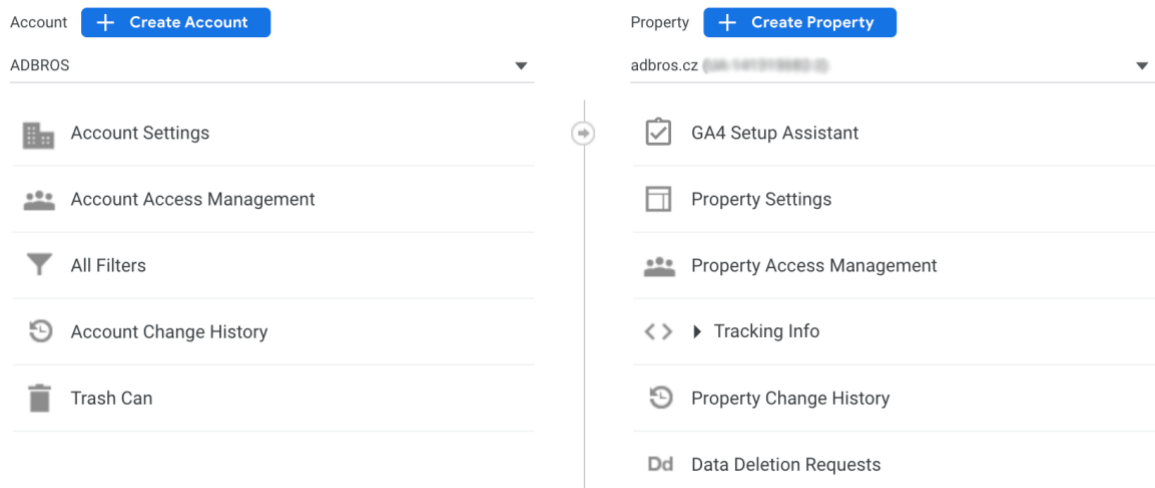 Account
Create Account
ADBROS
Account Settings
Account Access Management
All Filters
Account Change History
Trash Can
Property
Create Property
adbros.cz
GA4 Setup Assistant
Property Settings
Property Access Management
Tracking Info
Property Change History
Dd Data Deletion Requests